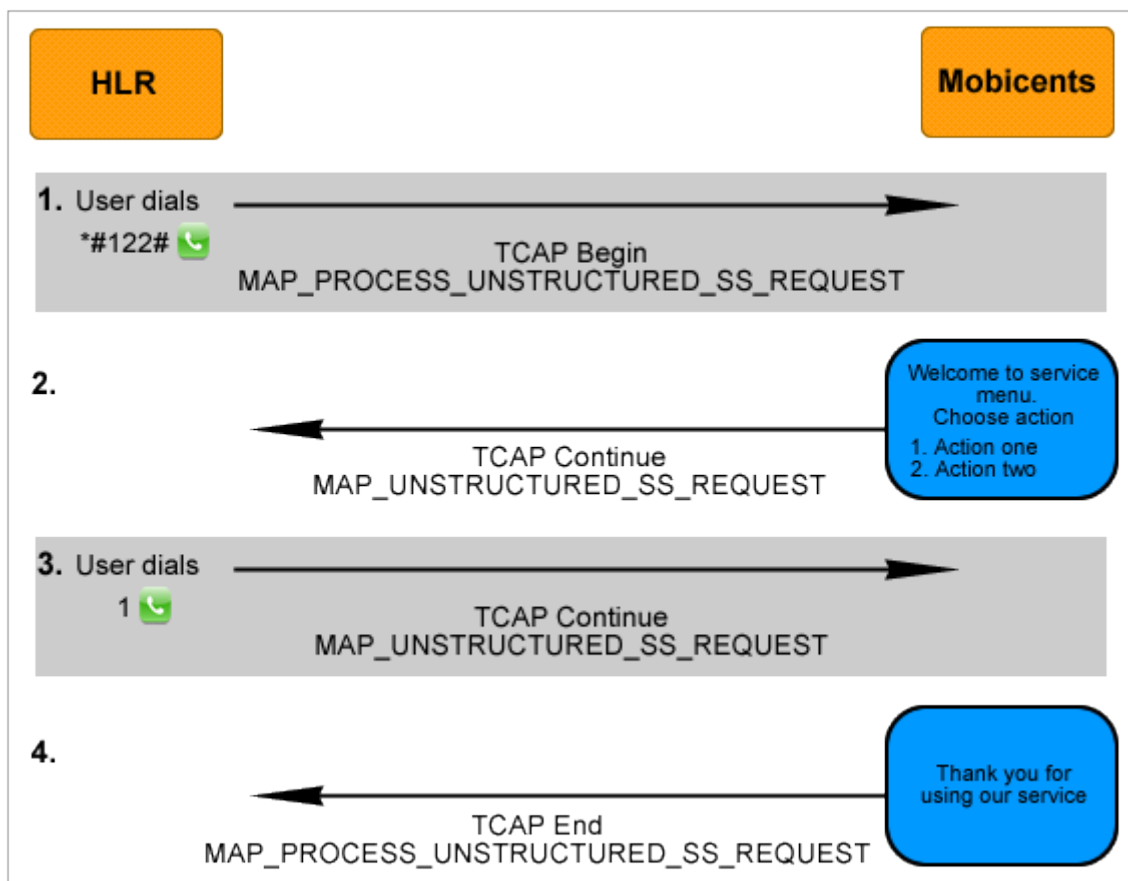 HLR
Mobicents
1. User dials
*#122#
TCAP Begin
MAP_PROCESS_UNSTRUCTURED_SS_REQUEST
2.
Welcome to service
menu.
Choose action
1. Action one
2. Action two
TCAP Continue
MAP_UNSTRUCTURED_SS_REQUEST
3. User dials
1
TCAP Continue
MAP_UNSTRUCTURED_SS_REQUEST
4.
Thank you for
using our service
TCAP End
MAP_PROCESS_UNSTRUCTURED_SS_REQUEST